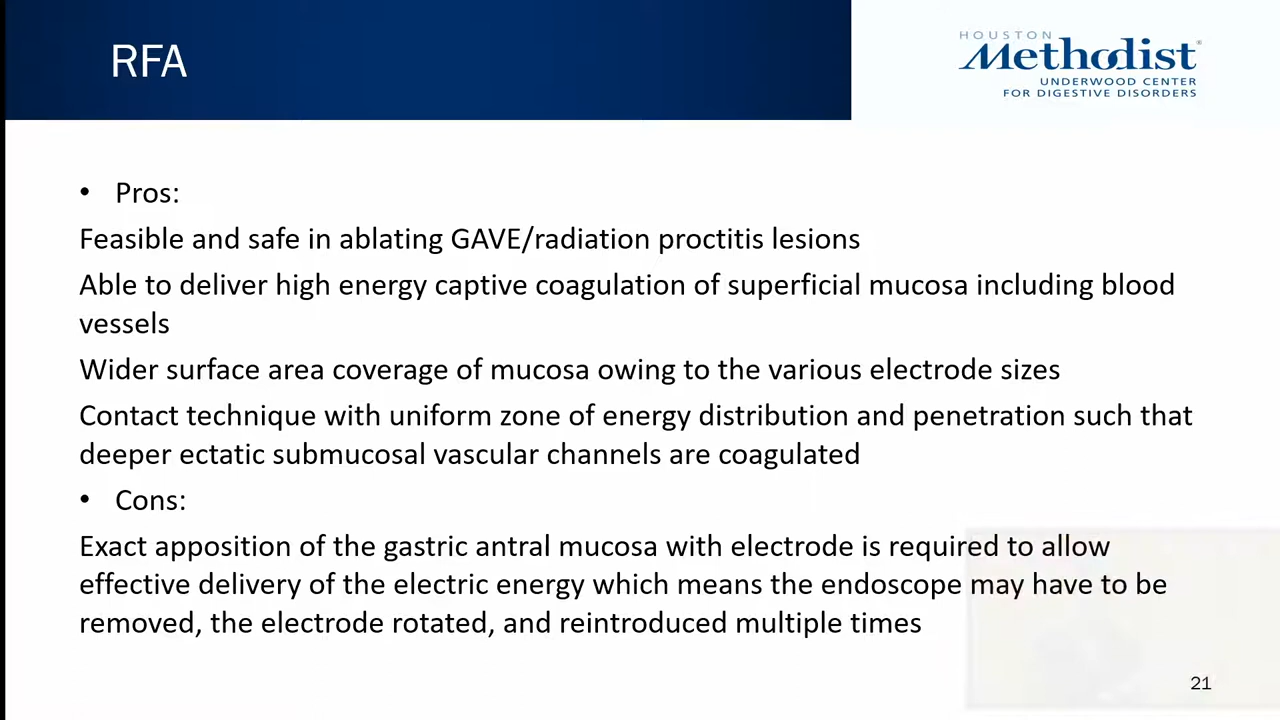 RFA
HOUSTON
Methodist®
UNDERWOOD CENTER
FOR DIGESTIVE DISORDERS
• Pros:
Feasible and safe in ablating GAVE/radiation proctitis lesions
Able to deliver high energy captive coagulation of superficial mucosa including blood
vessels
Wider surface area coverage of mucosa owing to the various electrode sizes
Contact technique with uniform zone of energy distribution and penetration such that
deeper ectatic submucosal vascular channels are coagulated
• Cons:
Exact apposition of the gastric antral mucosa with electrode is required to allow
effective delivery of the electric energy which means the endoscope may have to be
removed, the electrode rotated, and reintroduced multiple times
21